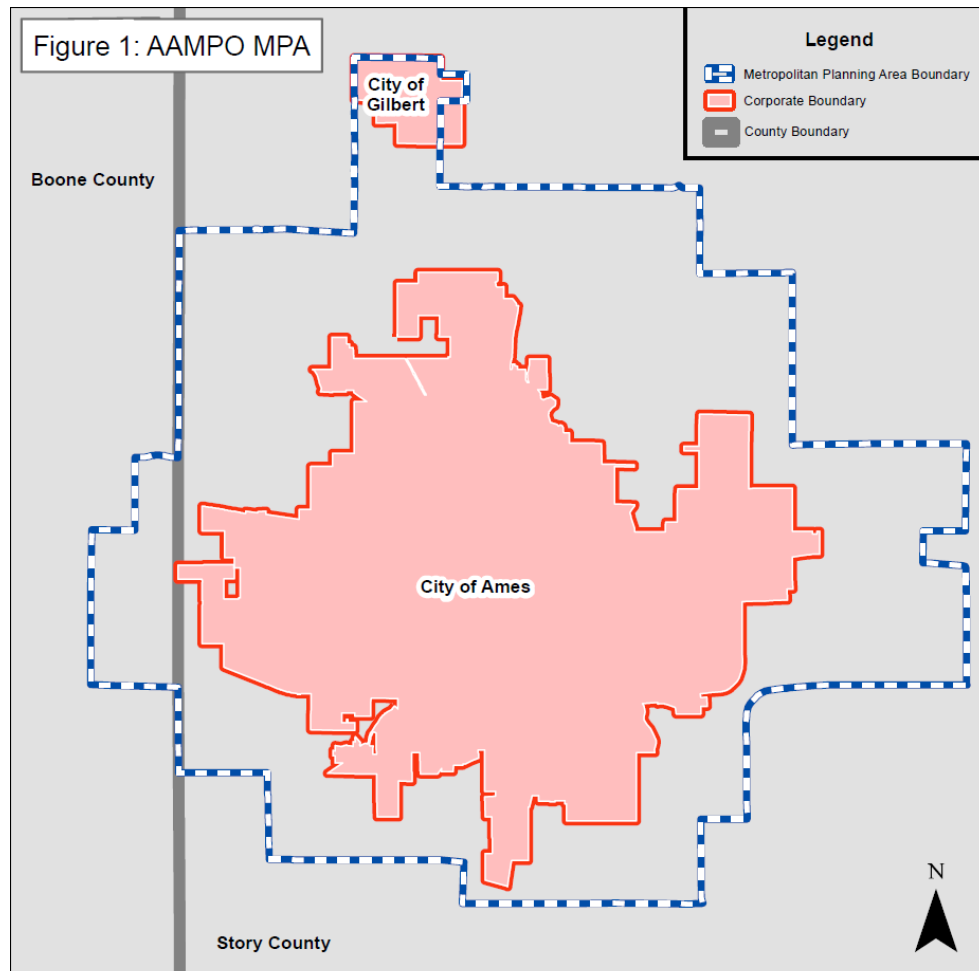 Figure 1: AAMPO MPA
Legend
Metropolitan Planning Area Boundary
Corporate Boundary
County Boundary
City of
Gilbert
Boone County
City of Ames
N
Story County